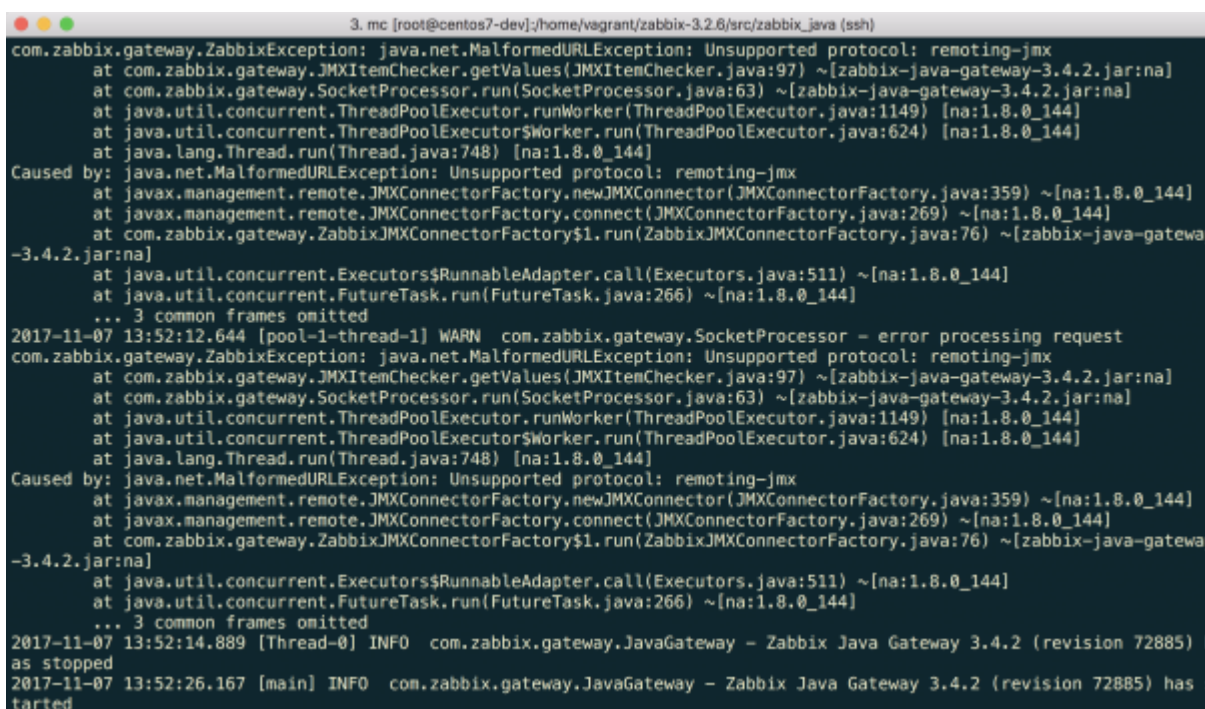 3. mc [root@centos7-dev]:/home/vagrant/zabbix-3.2.6/src/zabbix_java (ssh)
com.zabbix.gateway.ZabbixException: java.net.MalformedURLException: Unsupported protocol: remoting-jmx
        at com.zabbix.gateway.JMXItemChecker.getValues(JMXItemChecker.java:97) ~[zabbix-java-gateway-3.4.2.jar:na]
        at com.zabbix.gateway.SocketProcessor.run(SocketProcessor.java:63) ~[zabbix-java-gateway-3.4.2.jar:na]
        at java.util.concurrent.ThreadPoolExecutor.runWorker(ThreadPoolExecutor.java:1149) [na:1.8.0_144]
        at java.util.concurrent.ThreadPoolExecutor$Worker.run(ThreadPoolExecutor.java:624) [na:1.8.0_144]
        at java.lang.Thread.run(Thread.java:748) [na:1.8.0_144]
Caused by: java.net.MalformedURLException: Unsupported protocol: remoting-jmx
        at javax.management.remote.JMXConnectorFactory.newJMXConnector(JMXConnectorFactory.java:359) ~[na:1.8.0_144]
        at javax.management.remote.JMXConnectorFactory.connect(JMXConnectorFactory.java:269) ~[na:1.8.0_144]
        at com.zabbix.gateway.ZabbixJMXConnectorFactory$1.run(ZabbixJMXConnectorFactory.java:76) ~[zabbix-java-gatewa
-3.4.2.jar:na]
        at java.util.concurrent.Executors$RunnableAdapter.call(Executors.java:511) ~[na:1.8.0_144]
        at java.util.concurrent.FutureTask.run(FutureTask.java:266) ~[na:1.8.0_144]
        ... 3 common frames omitted
2017-11-07 13:52:12.644 [pool-1-thread-1] WARN  com.zabbix.gateway.SocketProcessor - error processing request
com.zabbix.gateway.ZabbixException: java.net.MalformedURLException: Unsupported protocol: remoting-jmx
        at com.zabbix.gateway.JMXItemChecker.getValues(JMXItemChecker.java:97) ~[zabbix-java-gateway-3.4.2.jar:na]
        at com.zabbix.gateway.SocketProcessor.run(SocketProcessor.java:63) ~[zabbix-java-gateway-3.4.2.jar:na]
        at java.util.concurrent.ThreadPoolExecutor.runWorker(ThreadPoolExecutor.java:1149) [na:1.8.0_144]
        at java.util.concurrent.ThreadPoolExecutor$Worker.run(ThreadPoolExecutor.java:624) [na:1.8.0_144]
        at java.lang.Thread.run(Thread.java:748) [na:1.8.0_144]
Caused by: java.net.MalformedURLException: Unsupported protocol: remoting-jmx
        at javax.management.remote.JMXConnectorFactory.newJMXConnector(JMXConnectorFactory.java:359) ~[na:1.8.0_144]
        at javax.management.remote.JMXConnectorFactory.connect(JMXConnectorFactory.java:269) ~[na:1.8.0_144]
        at com.zabbix.gateway.ZabbixJMXConnectorFactory$1.run(ZabbixJMXConnectorFactory.java:76) ~[zabbix-java-gatewa
-3.4.2.jar:na]
        at java.util.concurrent.Executors$RunnableAdapter.call(Executors.java:511) ~[na:1.8.0_144]
        at java.util.concurrent.FutureTask.run(FutureTask.java:266) ~[na:1.8.0_144]
        ... 3 common frames omitted
2017-11-07 13:52:14.889 [Thread-0] INFO  com.zabbix.gateway.JavaGateway - Zabbix Java Gateway 3.4.2 (revision 72885)
as stopped
2017-11-07 13:52:26.167 [main] INFO  com.zabbix.gateway.JavaGateway - Zabbix Java Gateway 3.4.2 (revision 72885) has
tarted